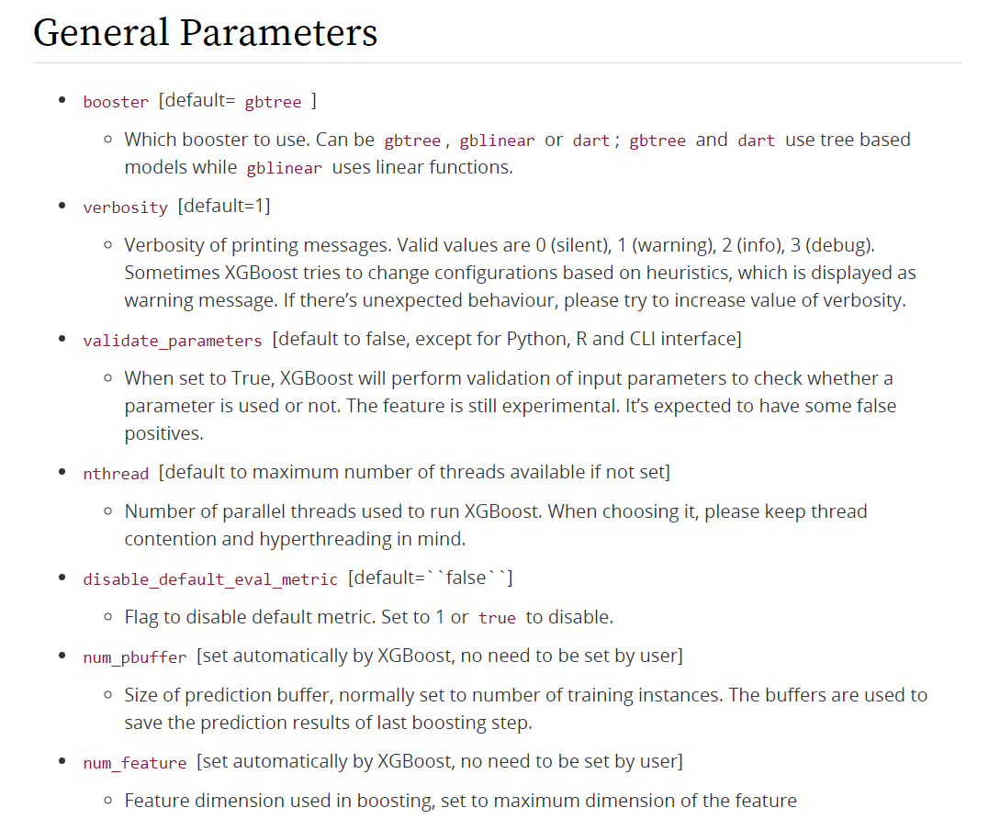 General Parameters
booster [default= gbtree ]
Which booster to use. Can be gbtree, gblinear or dart; gbtree and dart use tree based
models while gblinear uses linear functions.
verbosity [default=1]
Verbosity of printing messages. Valid values are 0 (silent), 1 (warning), 2 (info), 3 (debug).
Sometimes XGBoost tries to change configurations based on heuristics, which is displayed as
warning message. If there’s unexpected behaviour, please try to increase value of verbosity.
validate_parameters [default to false, except for Python, R and CLI interface]
When set to True, XGBoost will perform validation of input parameters to check whether a
parameter is used or not. The feature is still experimental. It’s expected to have some false
positives.
nthread [default to maximum number of threads available if not set]
Number of parallel threads used to run XGBoost. When choosing it, please keep thread
contention and hyperthreading in mind.
disable_default_eval_metric [default=``false``]
Flag to disable default metric. Set to 1 or true to disable.
num_pbuffer [set automatically by XGBoost, no need to be set by user]
Size of prediction buffer, normally set to number of training instances. The buffers are used to
save the prediction results of last boosting step.
num_feature [set automatically by XGBoost, no need to be set by user]
Feature dimension used in boosting, set to maximum dimension of the feature